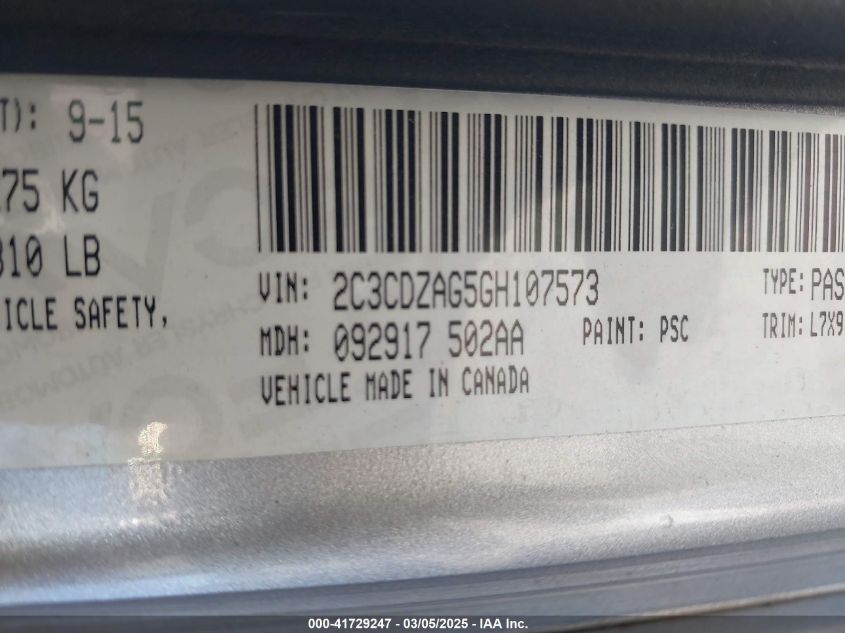 T): 9-15
75 KG
310 LB
ICLE SAFETY,
VIN: 2C3CDZAG5GH107573 TYPE: PAS
MDH: 092917 502AA PAINT: PSC TRIM: L7X9
VEHICLE MADE IN CANADA
000-41729247 - 03/05/2025 - IAA Inc.